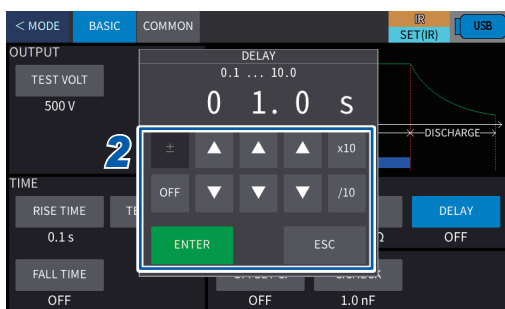 < MODE BASIC COMMON IR USB
SET(IR)
OUTPUT DELAY
TEST VOLT 0.1 ... 10.0
500 V 0 1. 0 s
DISCHARGE
2 ± x10
TIME OFF /10
RISE TIME DELAY
0.1 s ENTER ESC OFF
FALL TIME
OFF OFF 1.0 nF